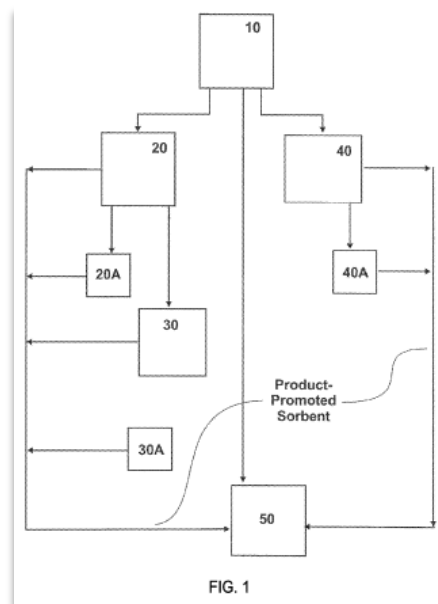 10
20
40
20A
40A
30
Product-
Promoted
Sorbent
30A
50
FIG. 1